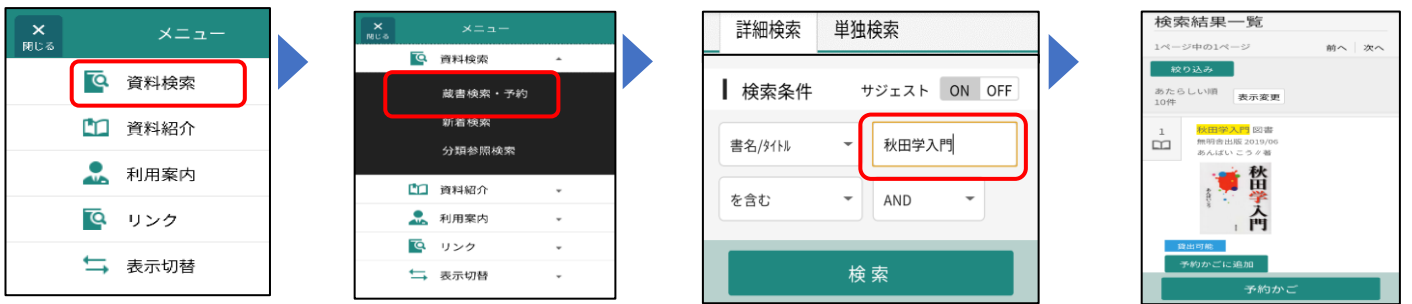 ×
閉じる
メニュー
資料検索
資料紹介
利用案内
リンク
表示切替
×
閉じる
メニュー
資料検索
蔵書検索・予約
新着検索
分類参照検索
資料紹介
利用案内
リンク
表示切替
詳細検索 単独検索
検索条件 サジェスト ON OFF
書名/タイトル 秋田学入門
を含む AND
検索
検索結果一覧
1ページ中の1ページ 前へ 次へ
絞り込み
あたらしい順
10件 表示変更
1 秋田学入門 図書
無明舎出版 2019/06
あんばい こう∥著
秋田学入門
貸出可能
予約かごに追加
予約かご